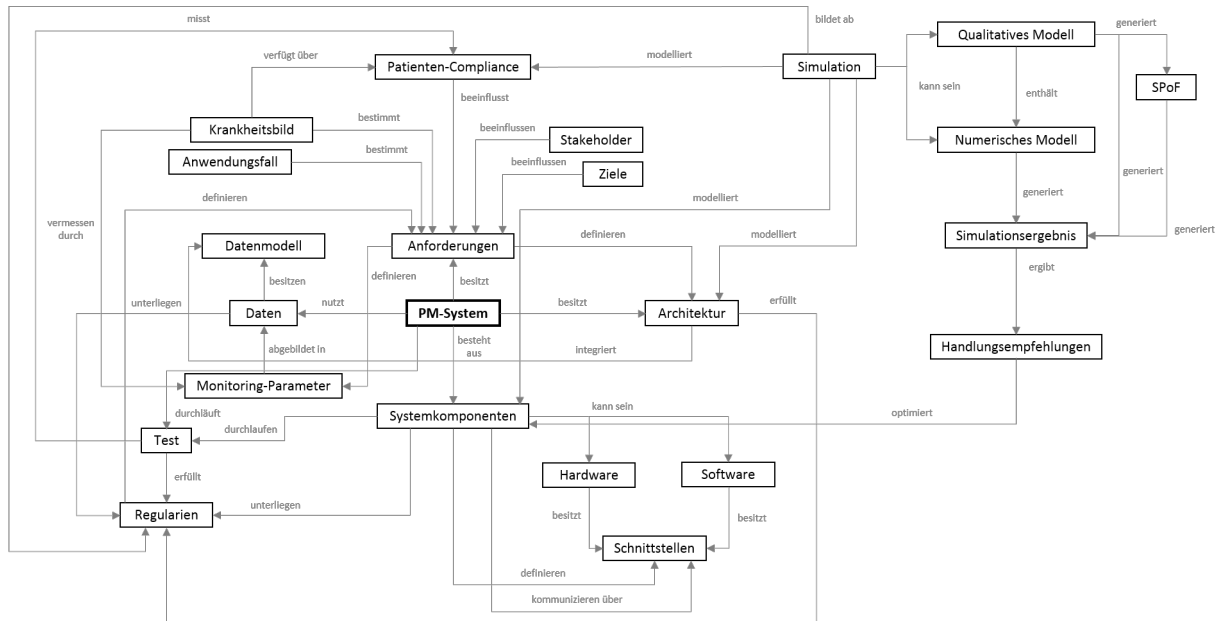 misst
bildet ab
generiert
generiert
Qualitatives Modell
verfügt über
Patienten-Compliance
modelliert
Simulation
kann sein
enthält
SPoF
beeinflusst
Krankheitsbild
bestimmt
beeinflussen
Stakeholder
Numerisches Modell
Anwendungsfall
bestimmt
beeinflussen
Ziele
generiert
generiert
definieren
modelliert
vermessen
durch
Datenmodell
Anforderungen
definieren
modelliert
Simulationsergebnis
generiert
besitzen
definieren
besitzt
ergibt
unterliegen
Daten
nutzt
PM-System
besitzt
Architektur
erfüllt
abgebildet in
besteht
aus
integriert
Handlungsempfehlungen
Monitoring-Parameter
durchläuft
Systemkomponenten
kann sein
optimiert
durchlaufen
Test
erfüllt
Hardware
Software
unterliegen
Regularien
besitzt
besitzt
Schnittstellen
definieren
kommunizieren über